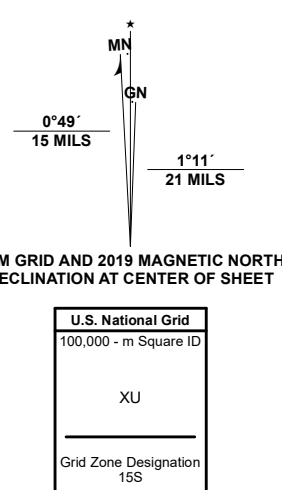 MN
GN
0°49´
15 MILS
1°11´
21 MILS
M GRID AND 2019 MAGNETIC NORTH
ECLINATION AT CENTER OF SHEET
U.S. National Grid
100,000 - m Square ID
XU
Grid Zone Designation
15S